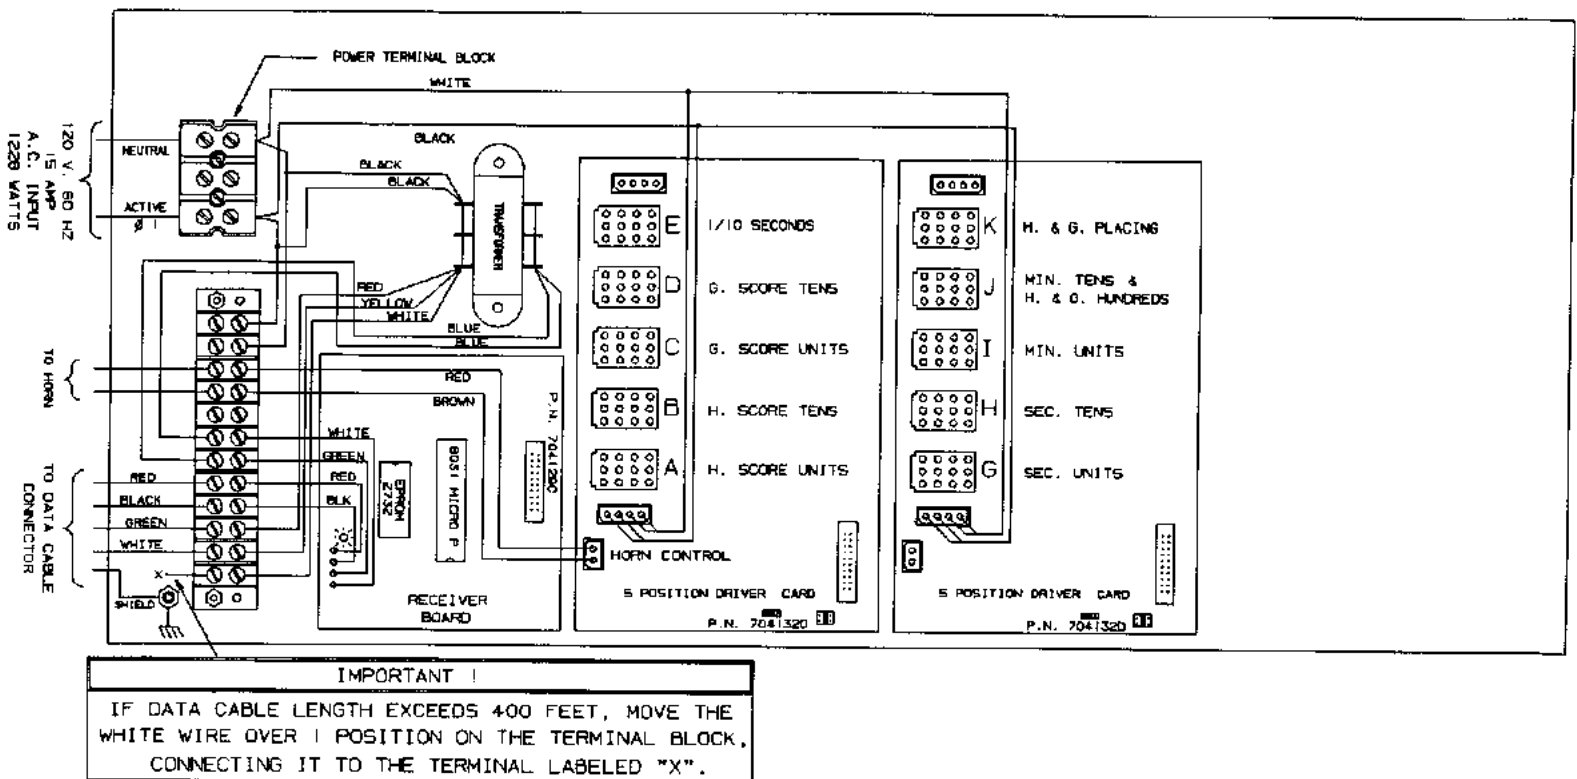 POWER TERMINAL BLOCK
WHITE
BLACK
BLACK
BLACK
120 V. 60 HZ
15 AMP
A.C. INPUT
1228 WATTS
NEUTRAL
ACTIVE
TRANSFORMER
RED
YELLOW
WHITE
BLUE
BLUE
TO HORN
RED
BROWN
WHITE
GREEN
RED
BLK
TO DATA CABLE
CONNECTOR
RED
BLACK
GREEN
WHITE
X
SHIELD
EPROM
2732
8031 MICRO P
P.N. 704129C
RECEIVER
BOARD
E 1/10 SECONDS
D G. SCORE TENS
C G. SCORE UNITS
B H. SCORE TENS
A H. SCORE UNITS
HORN CONTROL
5 POSITION DRIVER CARD
P.N. 704132D
K H. & G. PLACING
J MIN. TENS &
H. & G. HUNDREDS
I MIN. UNITS
H SEC. TENS
G SEC. UNITS
5 POSITION DRIVER CARD
P.N. 704132D
IMPORTANT !
IF DATA CABLE LENGTH EXCEEDS 400 FEET, MOVE THE
WHITE WIRE OVER 1 POSITION ON THE TERMINAL BLOCK,
CONNECTING IT TO THE TERMINAL LABELED "X".